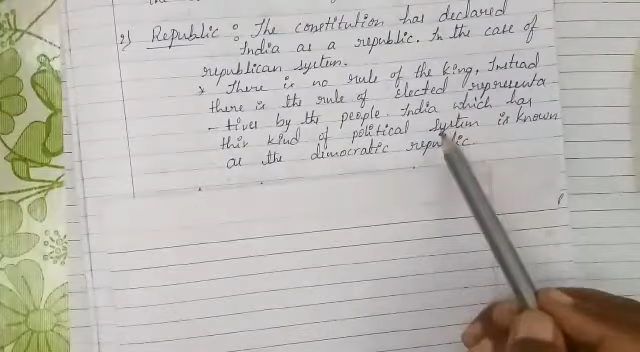 2) Republic : The constitution has declared
India as a republic. In the case of
republican system.
* There is no rule of the king. Instead
there is the rule of elected representa
- tives by the people. India which has
this kind of political system is known
as the democratic republic.